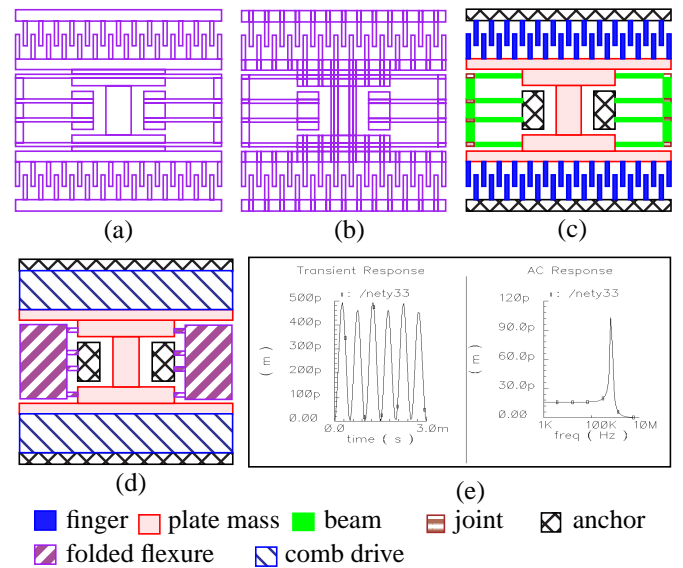 (a) (b) (c)
Transient Response
AC Response
: /nety33
: /nety33
500p
400p
300p
200p
100p
0.00
( m )
0.0
3.0m
time ( s )
120p
90.0p
60.0p
30.0p
0.00
( m )
1K
100K
10M
freq ( Hz )
(d) (e)
finger plate mass beam joint anchor
folded flexure comb drive